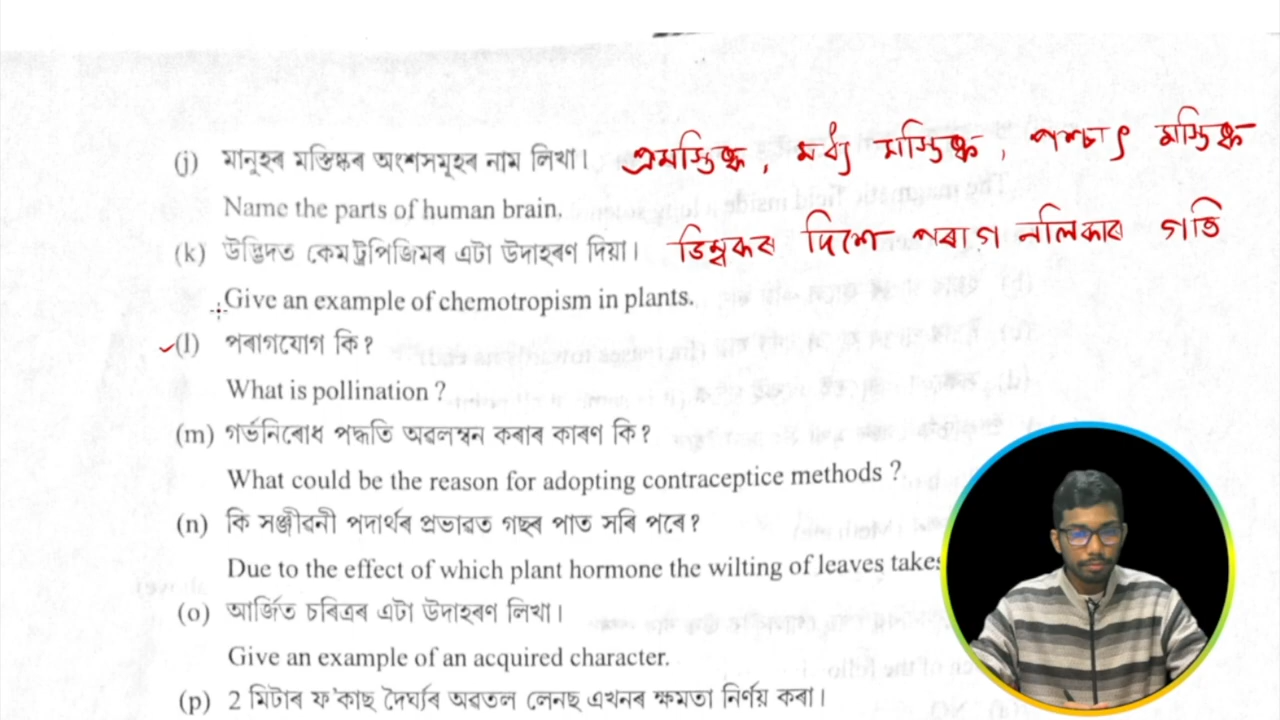 (j) মানুহৰ মস্তিষ্কৰ অংশসমূহৰ নাম লিখা। প্ৰমস্তিষ্ক, মধ্য মস্তিষ্ক, পশ্চাৎ মস্তিষ্ক
Name the parts of human brain.
(k) উদ্ভিদত কেমট্ৰপিজিমৰ এটা উদাহৰণ দিয়া। ডিম্বকৰ দিশে পৰাগ নলিকাৰ গতি
Give an example of chemotropism in plants.
(l) পৰাগযোগ কি?
What is pollination ?
(m) গৰ্ভনিৰোধ পদ্ধতি অৱলম্বন কৰাৰ কাৰণ কি?
What could be the reason for adopting contraceptice methods ?
(n) কি সঞ্জীৱনী পদাৰ্থৰ প্ৰভাৱত গছৰ পাত সৰি পৰে?
Due to the effect of which plant hormone the wilting of leaves takes
(o) আৰ্জিত চৰিত্ৰৰ এটা উদাহৰণ লিখা।
Give an example of an acquired character.
(p) 2 মিটাৰ ফ'কাছ দৈৰ্ঘ্যৰ অৱতল লেনছ এখনৰ ক্ষমতা নিৰ্ণয় কৰা।